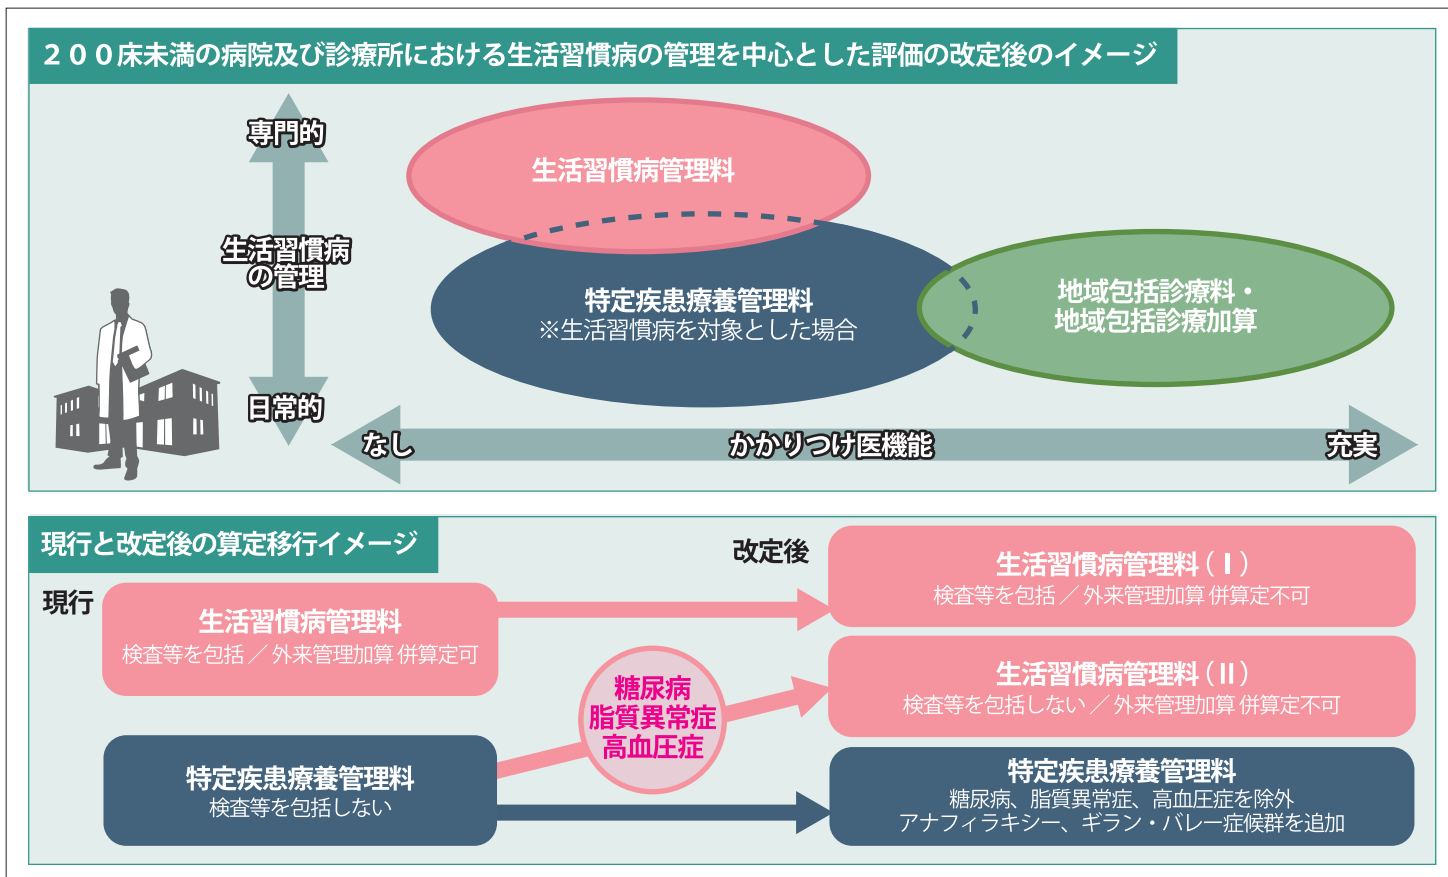 ２００床未満の病院及び診療所における生活習慣病の管理を中心とした評価の改定後のイメージ
専門的
生活習慣病
の管理
日常的
生活習慣病管理料
特定疾患療養管理料
※生活習慣病を対象とした場合
地域包括診療料・
地域包括診療加算
なし
かかりつけ医機能
充実
現行と改定後の算定移行イメージ
現行
生活習慣病管理料
検査等を包括 ／ 外来管理加算 併算定可
特定疾患療養管理料
検査等を包括しない
糖尿病
脂質異常症
高血圧症
改定後
生活習慣病管理料（Ⅰ）
検査等を包括 ／ 外来管理加算 併算定不可
生活習慣病管理料（Ⅱ）
検査等を包括しない ／ 外来管理加算 併算定不可
特定疾患療養管理料
糖尿病、脂質異常症、高血圧症を除外
アナフィラキシー、ギラン・バレー症候群を追加